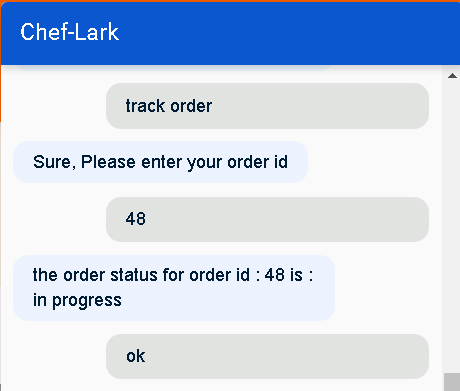 Chef-Lark
track order
Sure, Please enter your order id
48
the order status for order id : 48 is :
in progress
ok